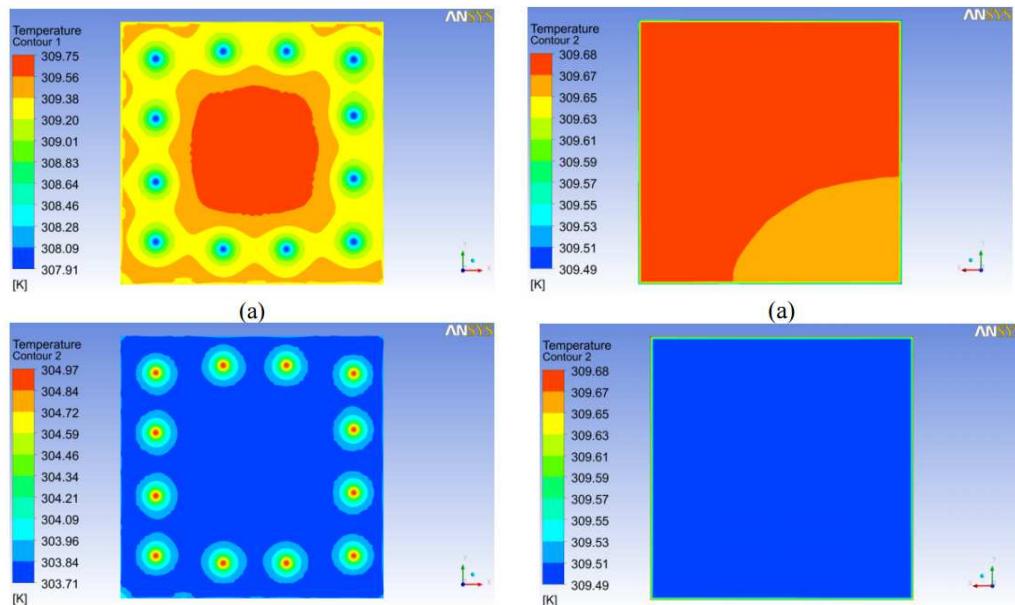 ANSYS
Temperature
Contour 1
309.75
309.56
309.38
309.20
309.01
308.83
308.64
308.46
308.28
308.09
307.91
[K]
(a)
ANSYS
Temperature
Contour 2
309.68
309.67
309.65
309.63
309.61
309.59
309.57
309.55
309.53
309.51
309.49
[K]
(a)
ANSYS
Temperature
Contour 2
304.97
304.84
304.72
304.59
304.46
304.34
304.21
304.09
303.96
303.84
303.71
[K]
ANSYS
Temperature
Contour 2
309.68
309.67
309.65
309.63
309.61
309.59
309.57
309.55
309.53
309.51
309.49
[K]